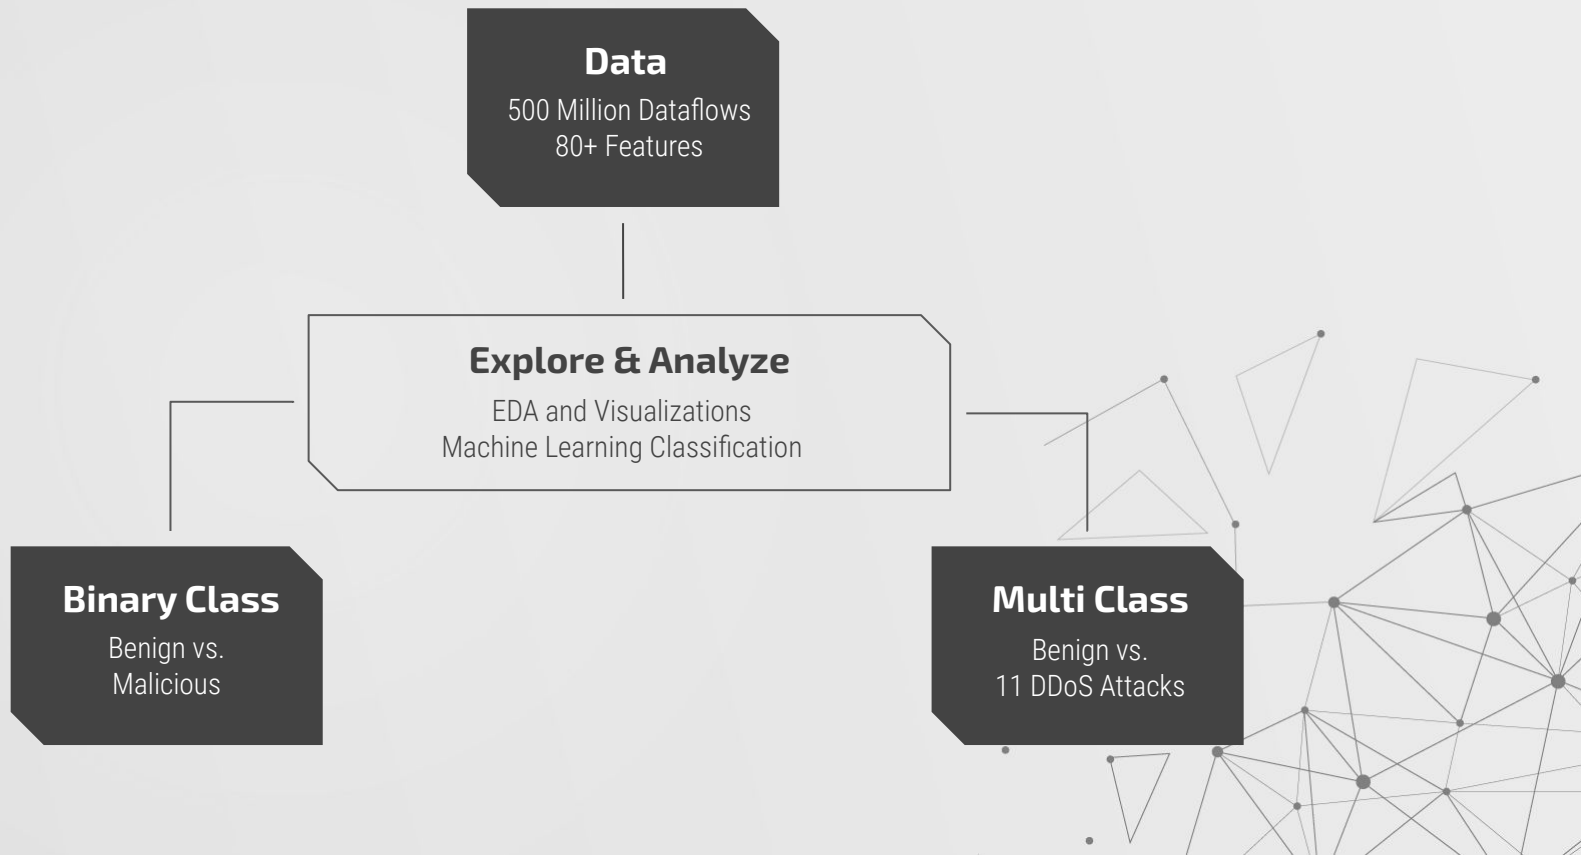 Data
500 Million Dataflows
80+ Features
Explore & Analyze
EDA and Visualizations
Machine Learning Classification
Binary Class
Benign vs.
Malicious
Multi Class
Benign vs.
11 DDoS Attacks